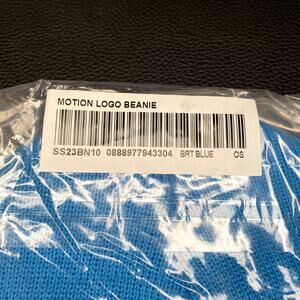 MOTION LOGO BEANIE
SS23BN10 0888977943304 BRT BLUE OS